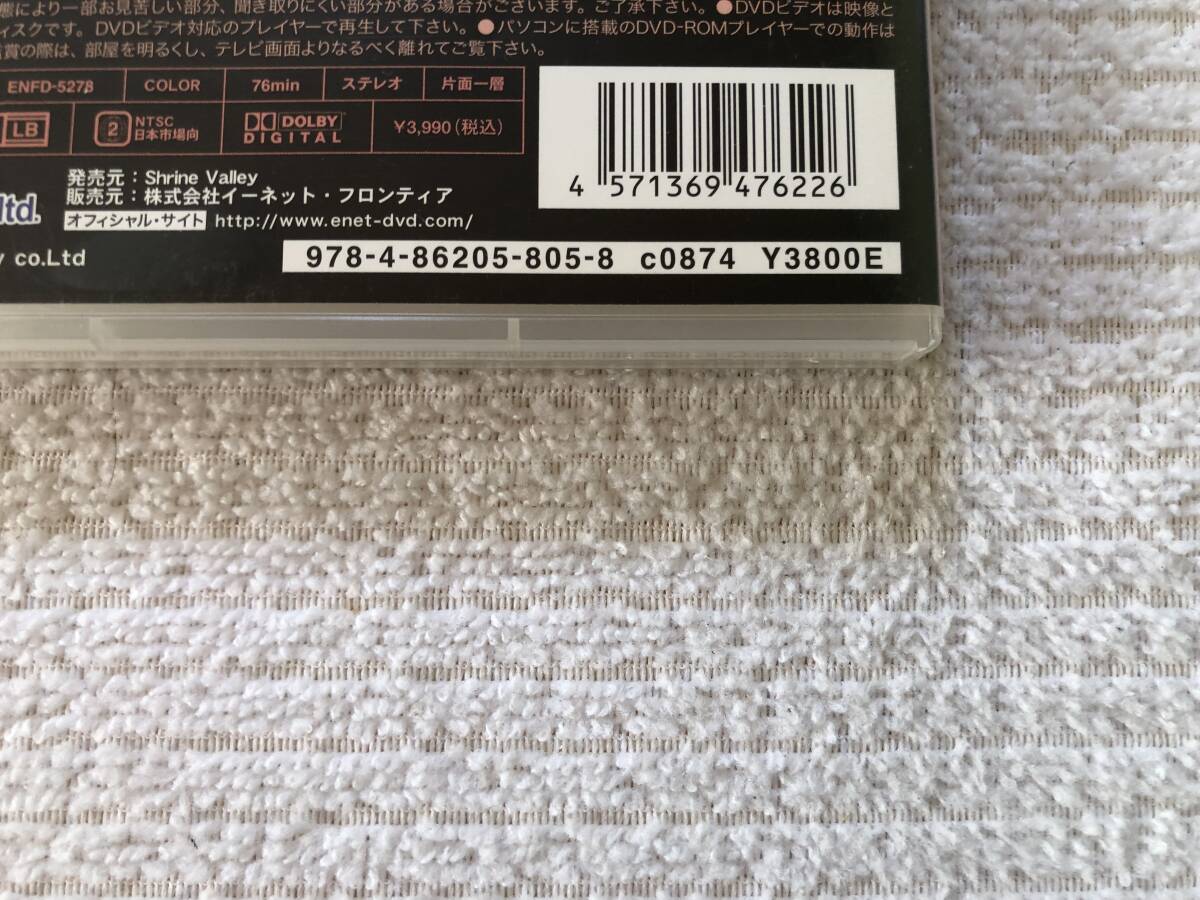 態により一部お見苦しい部分、聞き取りにくい部分がある場合がございます。ご了承下さい。●DVDビデオは映像と
ィスクです。DVDビデオ対応のプレイヤーで再生して下さい。●パソコンに搭載のDVD-ROMプレイヤーでの動作は
賞の際は、部屋を明るくし、テレビ画面よりなるべく離れてご覧下さい。
ENFD-5278 COLOR 76min ステレオ 片面一層
LB 2 NTSC 日本市場向 DOLBY DIGITAL ¥3,990(税込)
発売元:Shrine Valley
ltd. 販売元:株式会社イーネット・フロンティア
オフィシャル・サイト http://www.enet-dvd.com/
4 571369 476226
y co.Ltd
978-4-86205-805-8 c0874 Y3800E